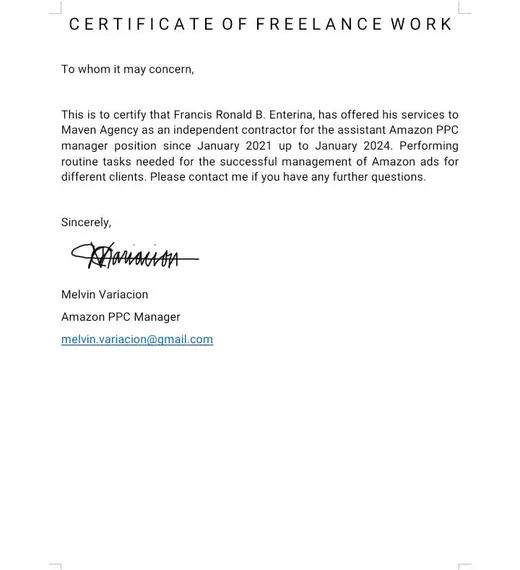 CERTIFICATE OF FREELANCE WORK
To whom it may concern,
This is to certify that Francis Ronald B. Enterina, has offered his services to
Maven Agency as an independent contractor for the assistant Amazon PPC
manager position since January 2021 up to January 2024. Performing
routine tasks needed for the successful management of Amazon ads for
different clients. Please contact me if you have any further questions.
Sincerely,
Variacion
Melvin Variacion
Amazon PPC Manager
melvin.variacion@gmail.com